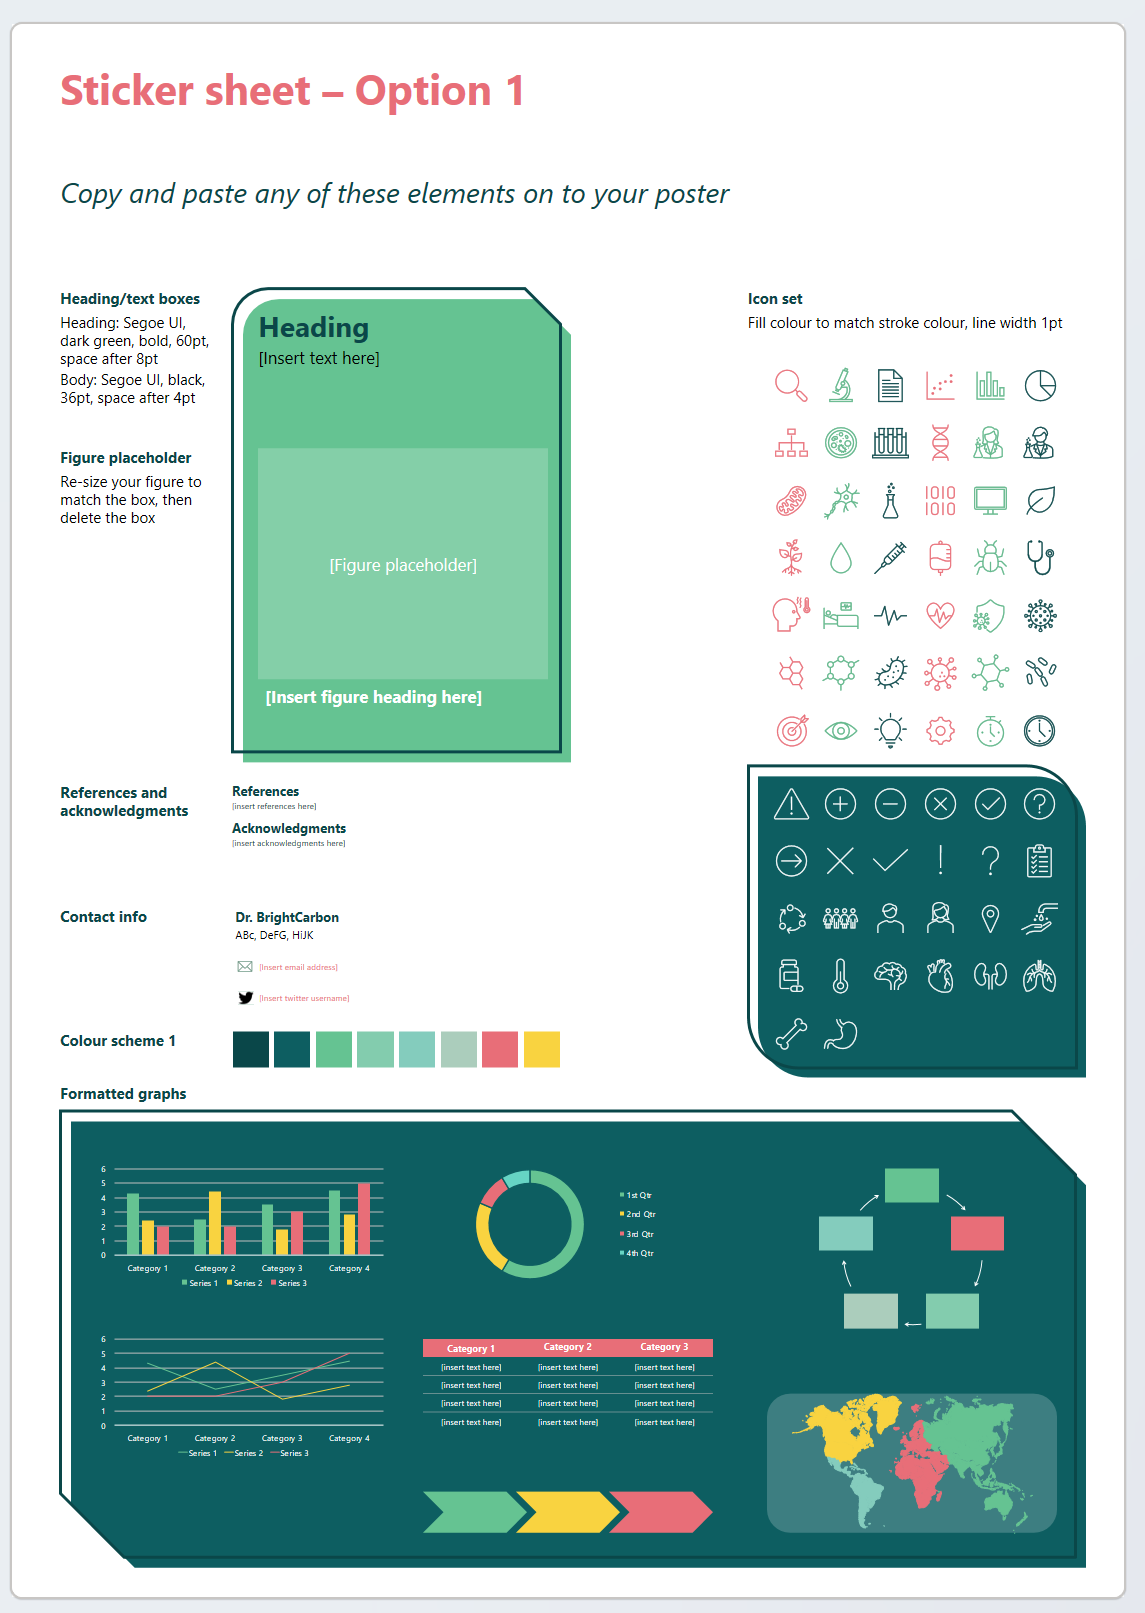 Sticker sheet – Option 1
Copy and paste any of these elements on to your poster
Heading/text boxes
Heading: Segoe UI,
dark green, bold, 60pt,
space after 8pt
Body: Segoe UI, black,
36pt, space after 4pt
Figure placeholder
Re-size your figure to
match the box, then
delete the box
Heading
[Insert text here]
[Figure placeholder]
[Insert figure heading here]
Icon set
Fill colour to match stroke colour, line width 1pt
1010
1010
References and
acknowledgments
References
[insert references here]
Acknowledgments
[insert acknowledgments here]
Contact info
Dr. BrightCarbon
ABc, DeFG, HiJK
[Insert email address]
[Insert twitter username]
Colour scheme 1
Formatted graphs
6
5
4
3
2
1
0
Category 1 Category 2 Category 3 Category 4
Series 1 Series 2 Series 3
1st Qtr
2nd Qtr
3rd Qtr
4th Qtr
6
5
4
3
2
1
0
Category 1 Category 2 Category 3 Category 4
Series 1 Series 2 Series 3
Category 1 Category 2 Category 3
[insert text here] [insert text here] [insert text here]
[insert text here] [insert text here] [insert text here]
[insert text here] [insert text here] [insert text here]
[insert text here] [insert text here] [insert text here]